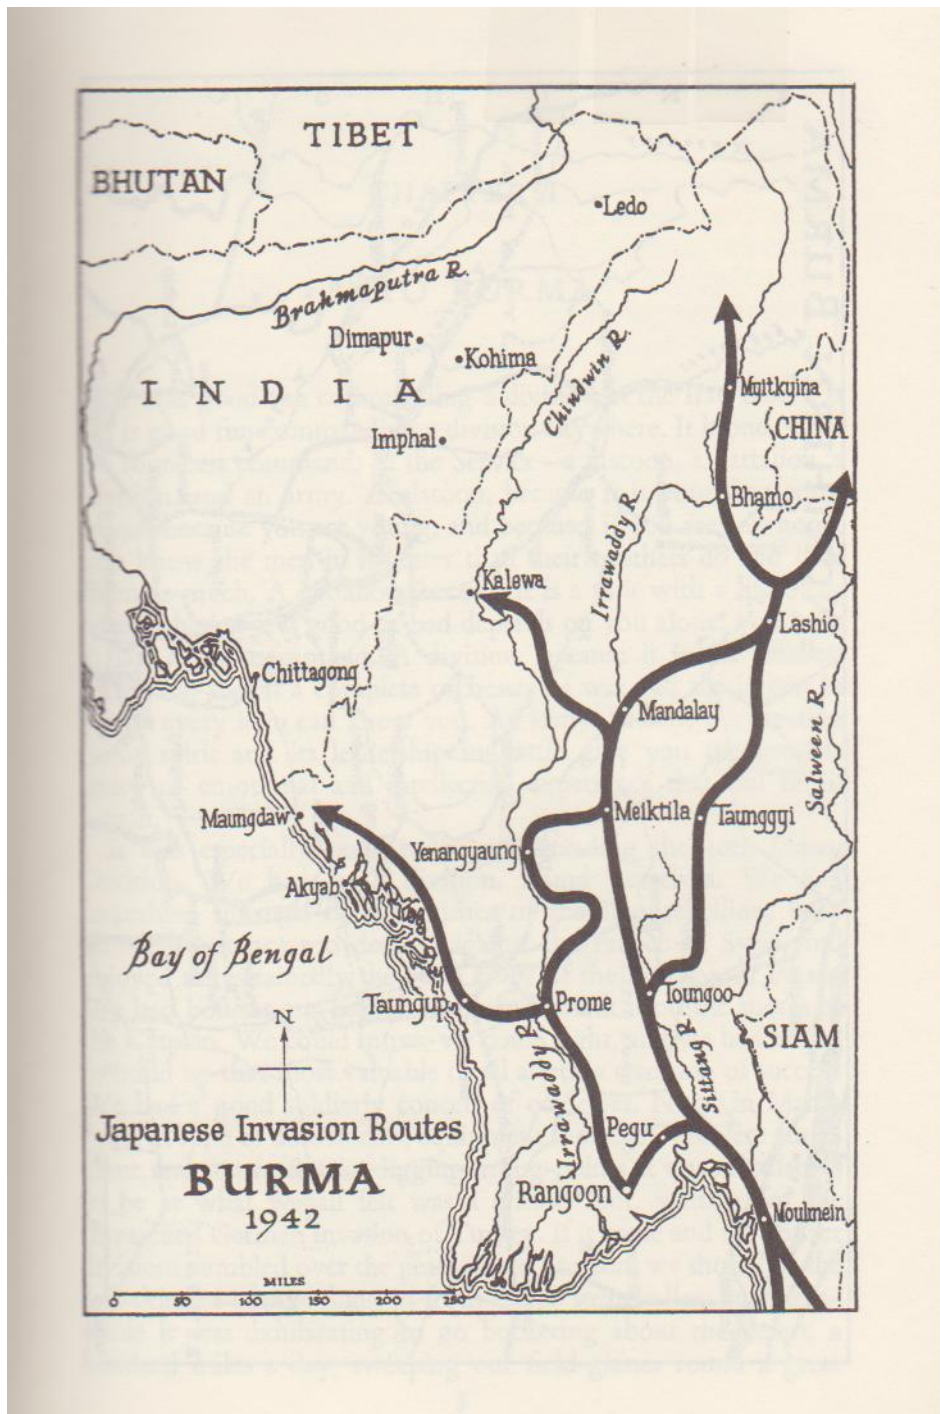 TIBET
BHUTAN
Ledo
Brahmaputra R.
Dimapur
Kohima
Chindwin R.
INDIA
Myitkyina
Imphal
CHINA
Bhamo
Irrawaddy R.
Kalewa
Lashio
Chittagong
Mandalay
Salween R.
Maungdaw
Meiktila
Taunggyi
Yenangyaung
Akyab
Bay of Bengal
Taungup
Prome
Toungoo
N
SIAM
Irrawaddy R.
Sittang R.
Japanese Invasion Routes
Pegu
BURMA
Rangoon
1942
Moulmein
MILES
0 50 100 150 200 250